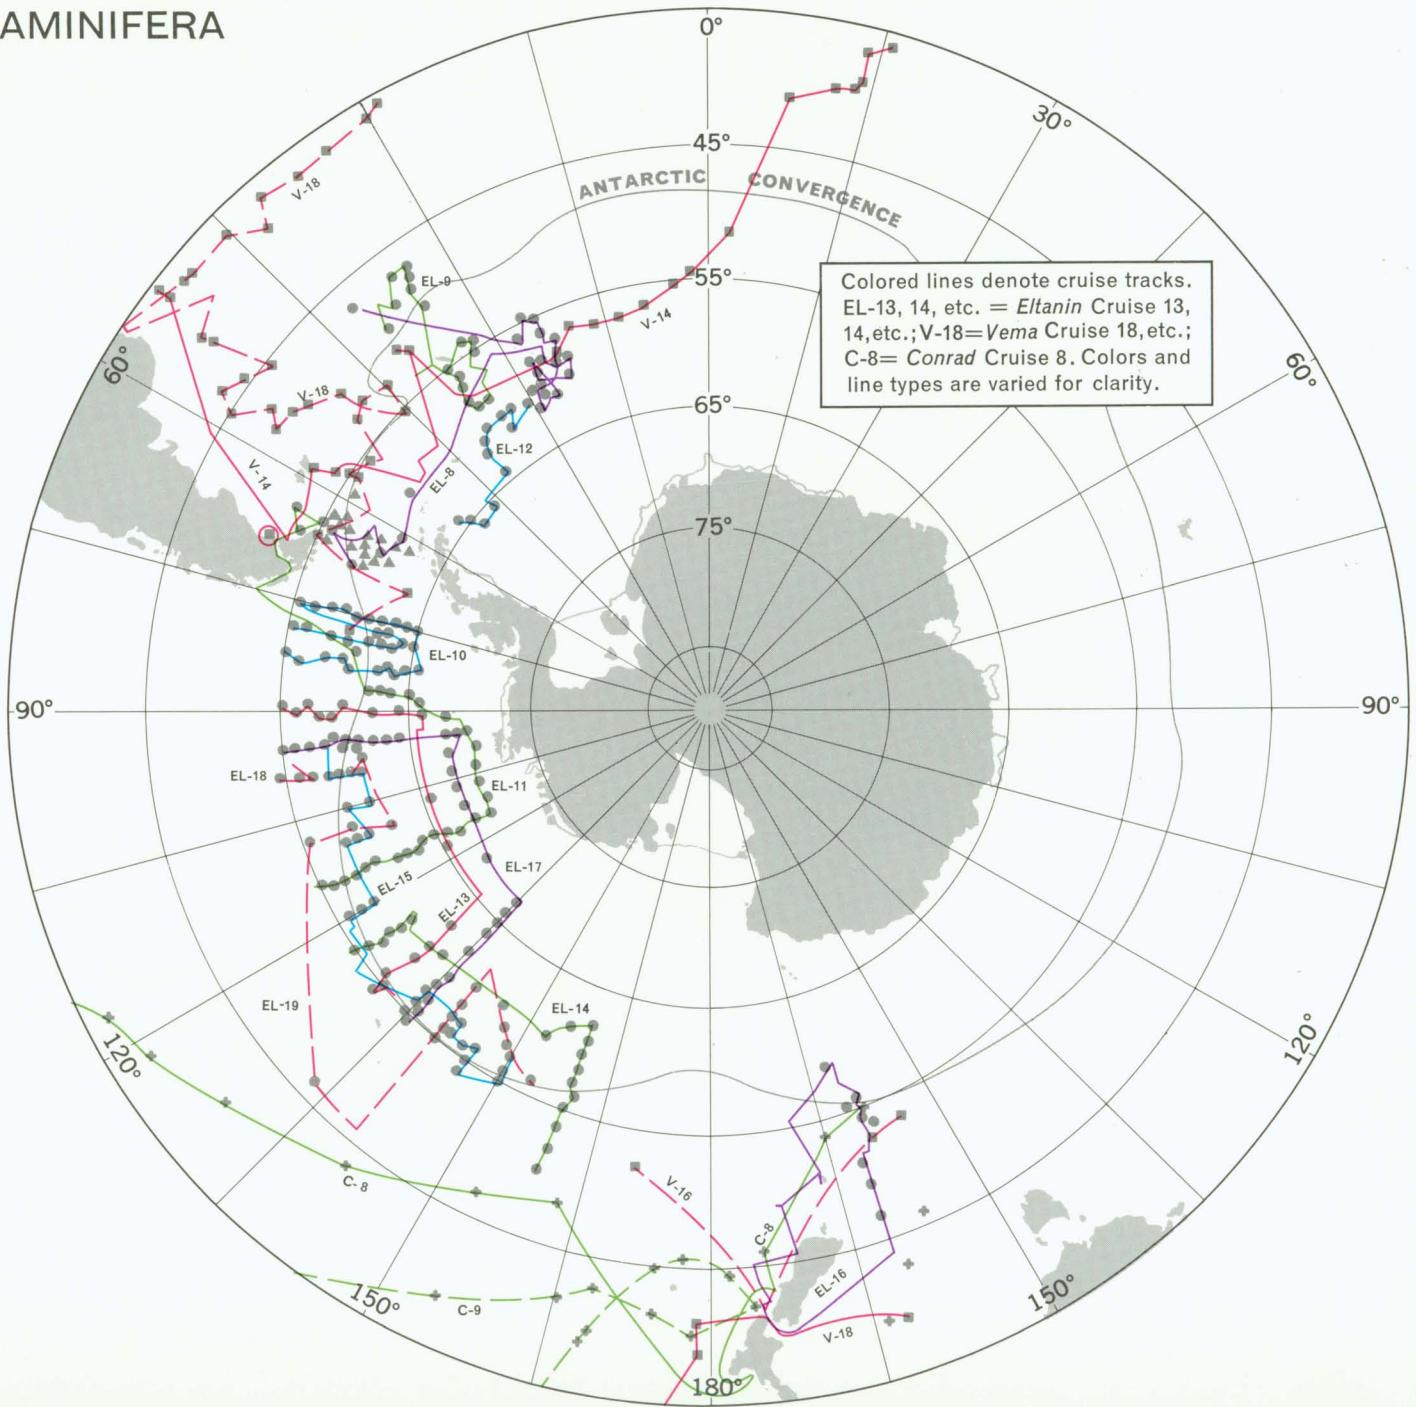 AMINIFERA
0°
30°
45°
V-18
ANTARCTIC CONVERGENCE
EL-9
55°
Colored lines denote cruise tracks.
EL-13, 14, etc. = Eltanin Cruise 13,
14,etc.; V-18=Vema Cruise 18,etc.;
C-8= Conrad Cruise 8. Colors and
line types are varied for clarity.
V-14
60°
60°
V-18
65°
EL-12
V-14
EL-8
75°
EL-10
90°
90°
EL-18
EL-11
EL-17
EL-15
EL-13
EL-19
EL-14
120°
120°
C-8
V-16
C-8
EL-16
150°
150°
C-9
V-18
180°